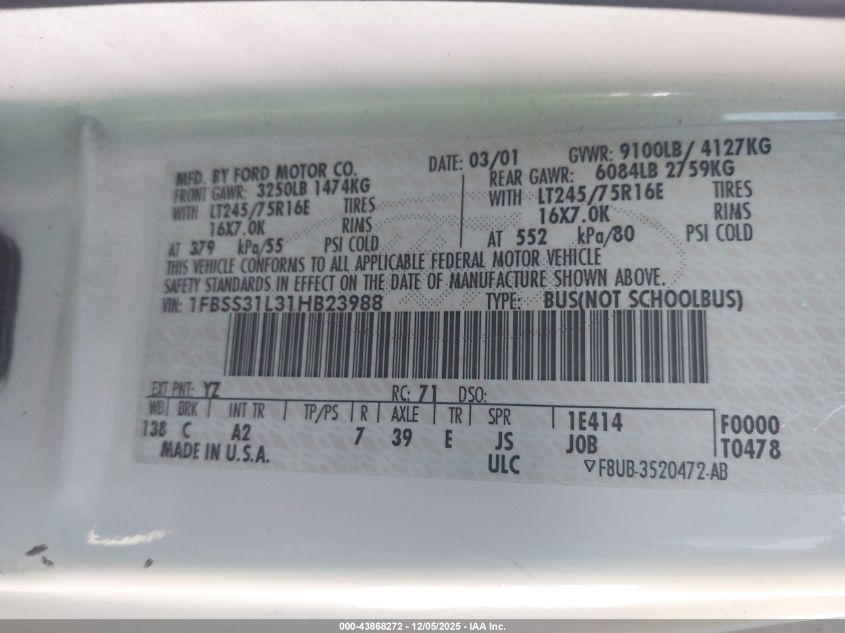 MFD. BY FORD MOTOR CO. DATE: 03/01 GVWR: 9100LB/ 4127KG
FRONT GAWR: 3250LB 1474KG REAR GAWR: 6084LB 2759KG
WITH LT245/75R16E TIRES WITH LT245/75R16E TIRES
16X7.0K RIMS 16X7.0K RIMS
AT 379 kPa/55 PSI COLD AT 552 kPa/80 PSI COLD
THIS VEHICLE CONFORMS TO ALL APPLICABLE FEDERAL MOTOR VEHICLE
SAFETY STANDARDS IN EFFECT ON THE DATE OF MANUFACTURE SHOWN ABOVE.
VIN: 1FBSS31L31HB23988 TYPE: BUS(NOT SCHOOLBUS)
EXT PNT: YZ RC: 71 DSO:
WB BRK INT TR TP/PS R AXLE TR SPR 1E414 F0000
138 C A2 7 39 E JS JOB T0478
MADE IN U.S.A. ULC ▽F8UB-3520472-AB
000-43868272 - 12/05/2025 - IAA Inc.